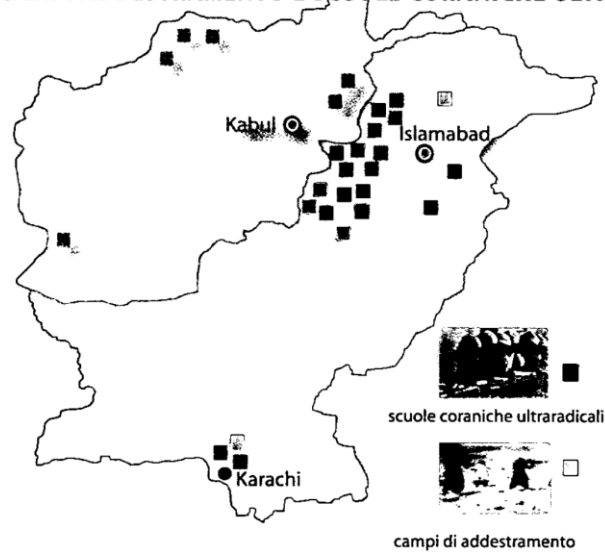 Kabul
Islamabad
scuole coraniche ultraradicali
Karachi
campi di addestramento